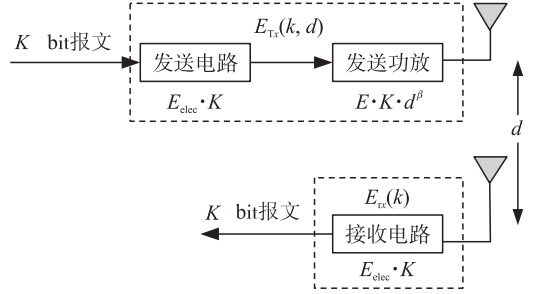 E_Tx(k, d)
K bit报文
发送电路
发送功放
E_elec·K
E·K·d^β
d
E_rx(k)
K bit报文
接收电路
E_elec·K